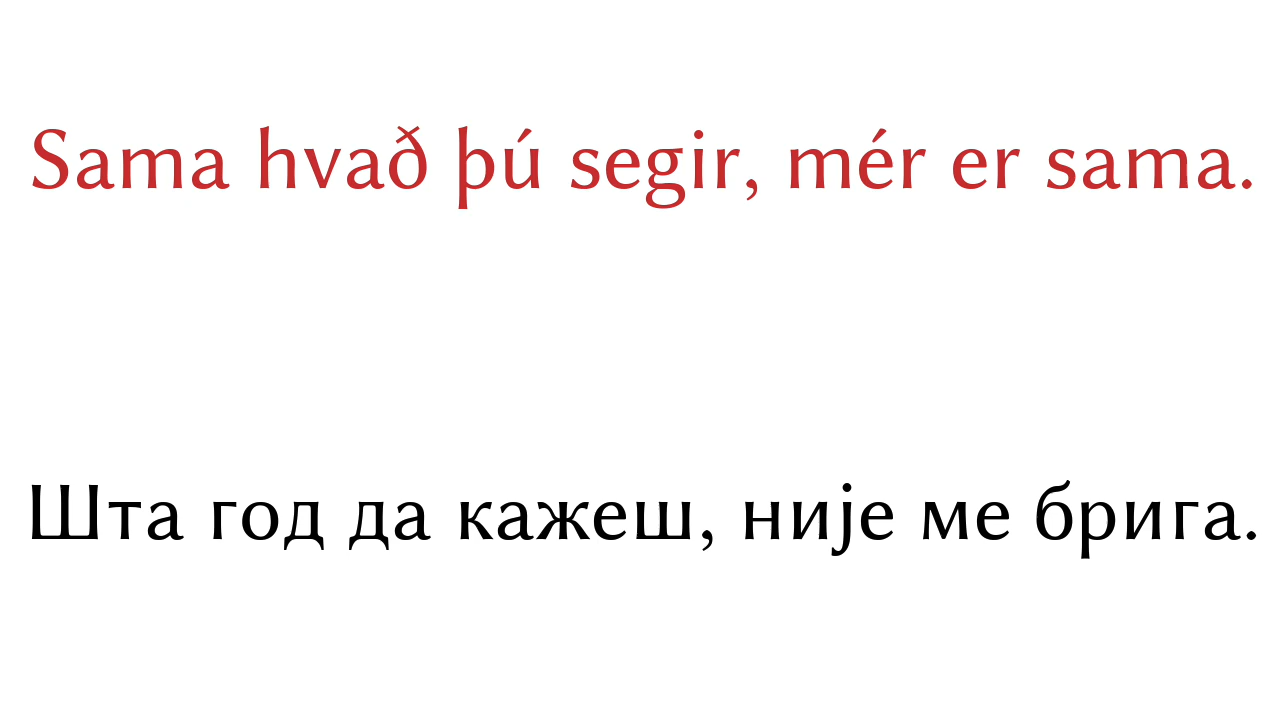 Sama hvað þú segir, mér er sama.
Шта год да кажеш, није ме брига.